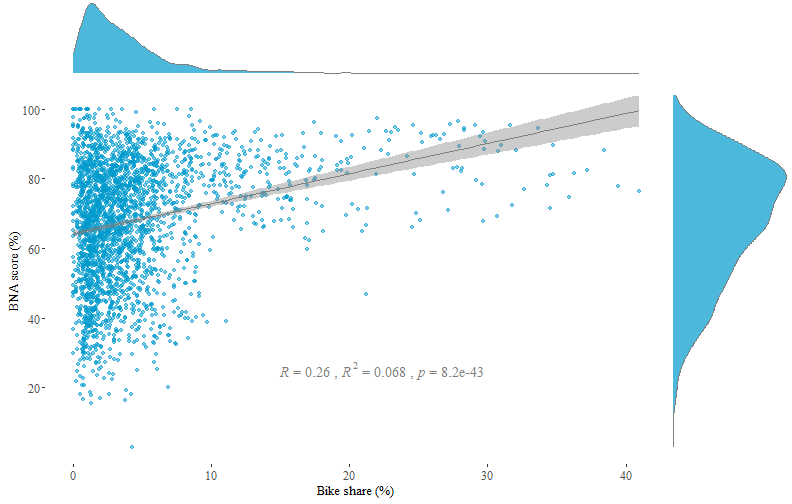 100
80
60
40
20
BNA score (%)
R = 0.26 , R² = 0.068 , p = 8.2e-43
0 10 20 30 40
Bike share (%)